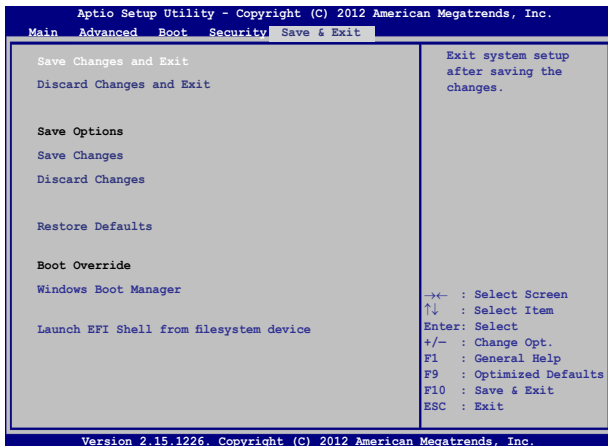 Aptio Setup Utility - Copyright (C) 2012 American Megatrends, Inc.
Main Advanced Boot Security Save & Exit
Save Changes and Exit
Discard Changes and Exit
Save Options
Save Changes
Discard Changes
Restore Defaults
Boot Override
Windows Boot Manager
Launch EFI Shell from filesystem device
Exit system setup
after saving the
changes.
→← : Select Screen
↑↓ : Select Item
Enter: Select
+/— : Change Opt.
F1 : General Help
F9 : Optimized Defaults
F10 : Save & Exit
ESC : Exit
Version 2.15.1226. Copyright (C) 2012 American Megatrends, Inc.